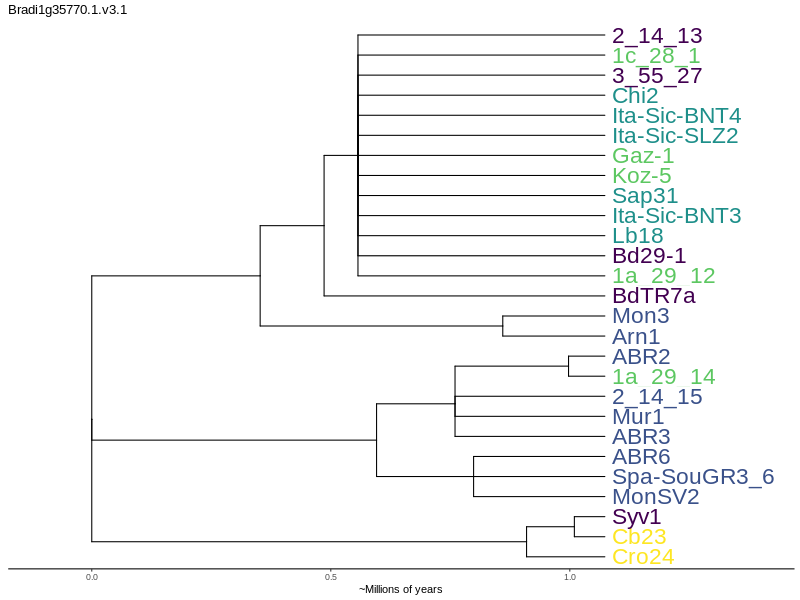 Bradi1g35770.1.v3.1
2_14_13
1c_28_1
3_55_27
Chi2
Ita-Sic-BNT4
Ita-Sic-SLZ2
Gaz-1
Koz-5
Sap31
Ita-Sic-BNT3
Lb18
Bd29-1
1a_29_12
BdTR7a
Mon3
Arn1
ABR2
1a_29_14
2_14_15
Mur1
ABR3
ABR6
Spa-SouGR3_6
MonSV2
Syv1
Cb23
Cro24
0.0 0.5 1.0
~Millions of years